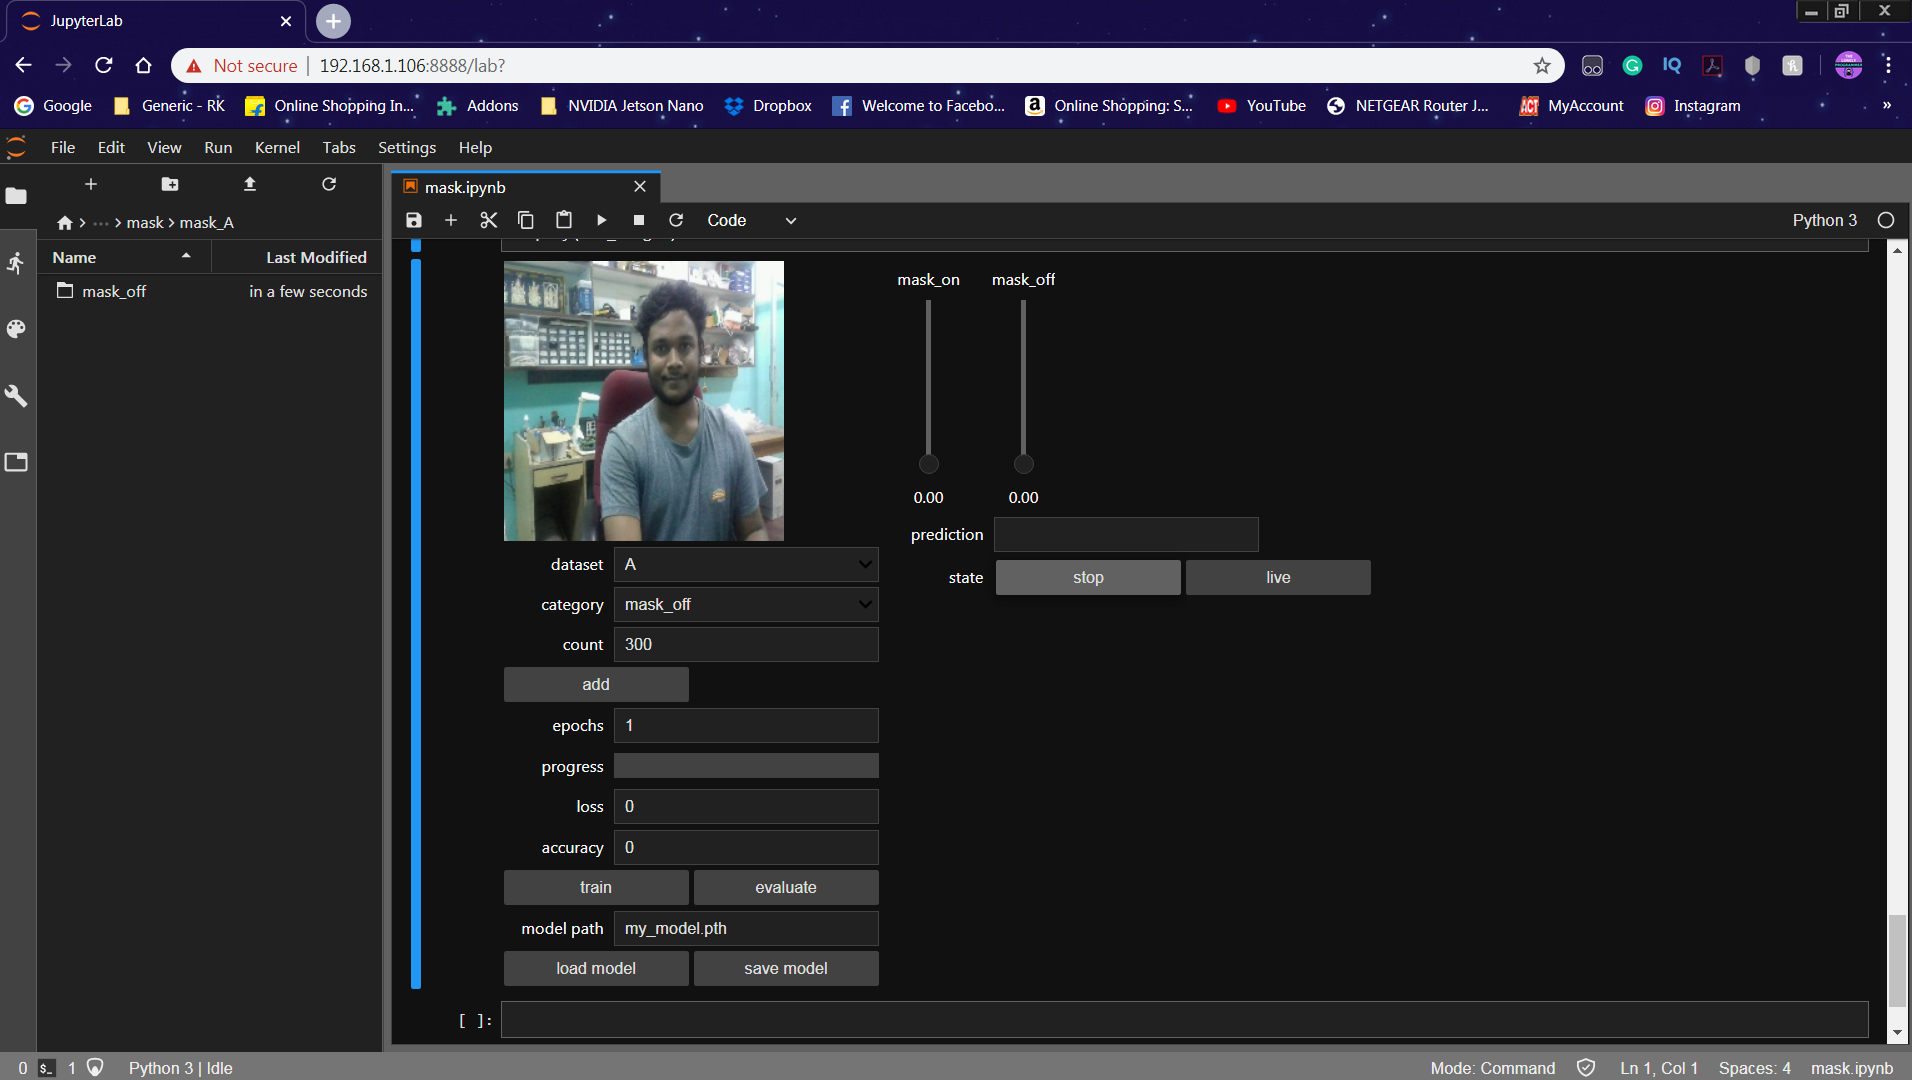 JupyterLab
Not secure | 192.168.1.106:8888/lab?
IQ
Google Generic - RK Online Shopping In... Addons NVIDIA Jetson Nano Dropbox Welcome to Facebo... Online Shopping: S... YouTube NETGEAR Router J... ACT MyAccount Instagram »
File Edit View Run Kernel Tabs Settings Help
mask.ipynb
Code Python 3
··· > mask > mask_A
Name Last Modified
mask_off in a few seconds
mask_on mask_off
0.00 0.00
prediction
state stop live
dataset A
category mask_off
count 300
add
epochs 1
progress
loss 0
accuracy 0
train evaluate
model path my_model.pth
load model save model
[ ]:
0 $_ 1 Python 3 | Idle Mode: Command Ln 1, Col 1 Spaces: 4 mask.ipynb